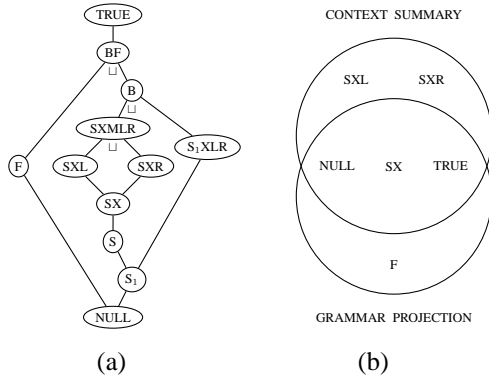 TRUE
BF
⊔
B
⊔
SXMLR
⊔
S₁XLR
F
SXL
SXR
SX
S
S₁
NULL
(a)
CONTEXT SUMMARY
SXL SXR
NULL SX TRUE
F
GRAMMAR PROJECTION
(b)